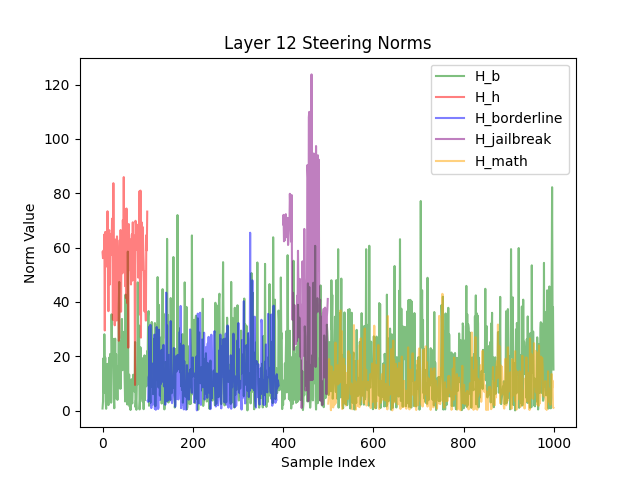 Layer 12 Steering Norms
H_b
H_h
H_borderline
H_jailbreak
H_math
120
100
80
60
40
20
0
Norm Value
0 200 400 600 800 1000
Sample Index